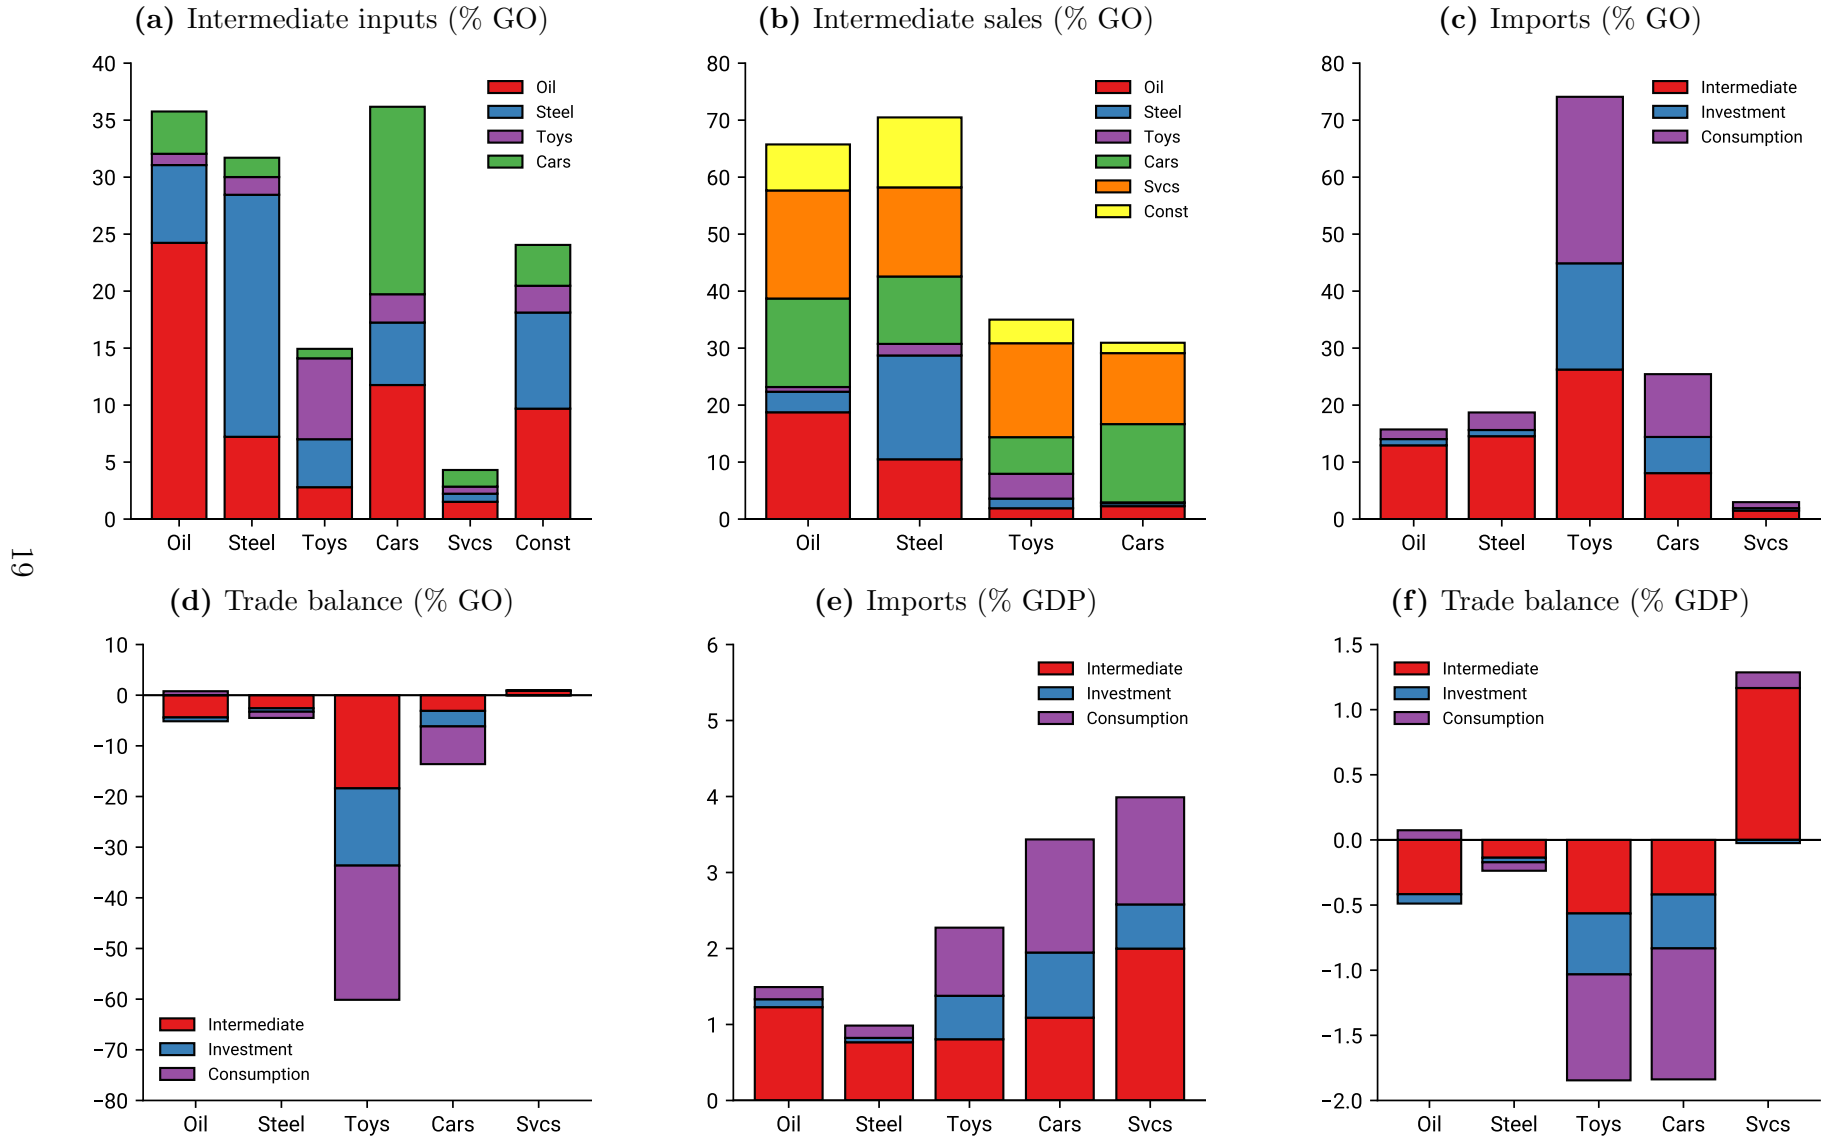 (a) Intermediate inputs (% GO)
40
35
30
25
20
15
10
5
0
Oil
Steel
Toys
Cars
Oil Steel Toys Cars Svcs Const
(b) Intermediate sales (% GO)
80
70
60
50
40
30
20
10
0
Oil
Steel
Toys
Cars
Svcs
Const
Oil Steel Toys Cars
(c) Imports (% GO)
80
70
60
50
40
30
20
10
0
Intermediate
Investment
Consumption
Oil Steel Toys Cars Svcs
19
(d) Trade balance (% GO)
10
0
−10
−20
−30
−40
−50
−60
−70
−80
Intermediate
Investment
Consumption
Oil Steel Toys Cars Svcs
(e) Imports (% GDP)
6
5
4
3
2
1
0
Intermediate
Investment
Consumption
Oil Steel Toys Cars Svcs
(f) Trade balance (% GDP)
1.5
1.0
0.5
0.0
−0.5
−1.0
−1.5
−2.0
Intermediate
Investment
Consumption
Oil Steel Toys Cars Svcs